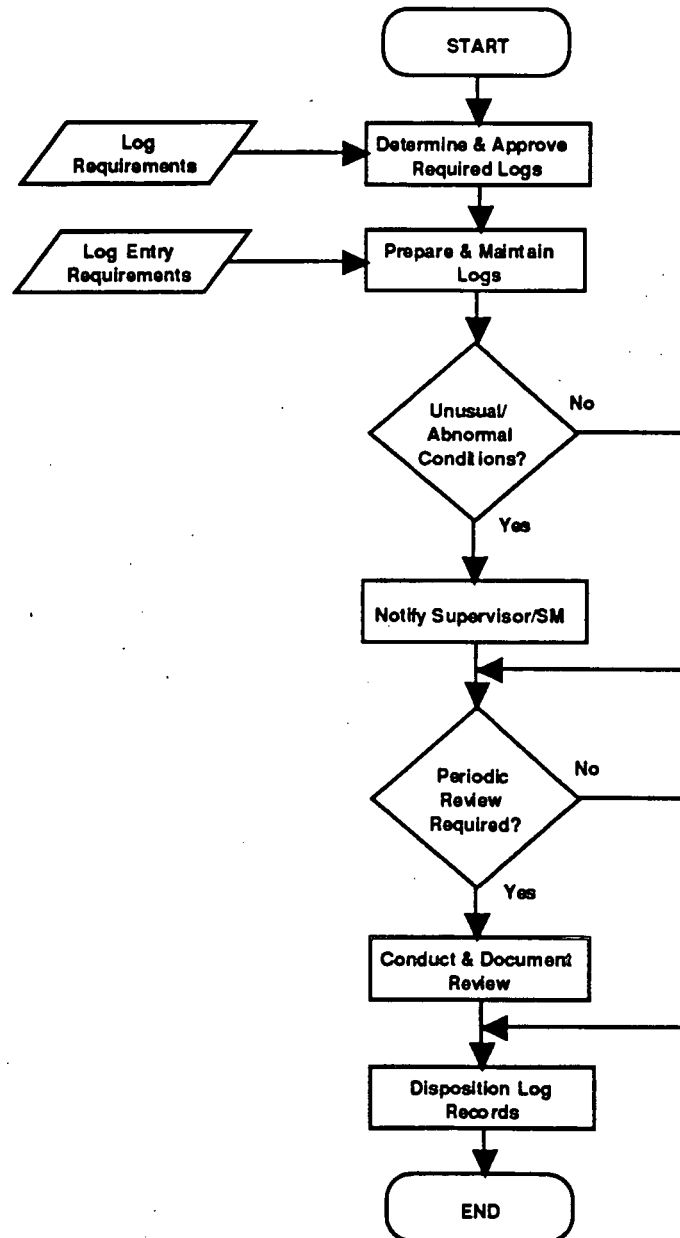 START
Log
Requirements
Determine & Approve
Required Logs
Log Entry
Requirements
Prepare & Maintain
Logs
Unusual/
Abnormal
Conditions?
No
Yes
Notify Supervisor/SM
Periodic
Review
Required?
No
Yes
Conduct & Document
Review
Disposition Log
Records
END